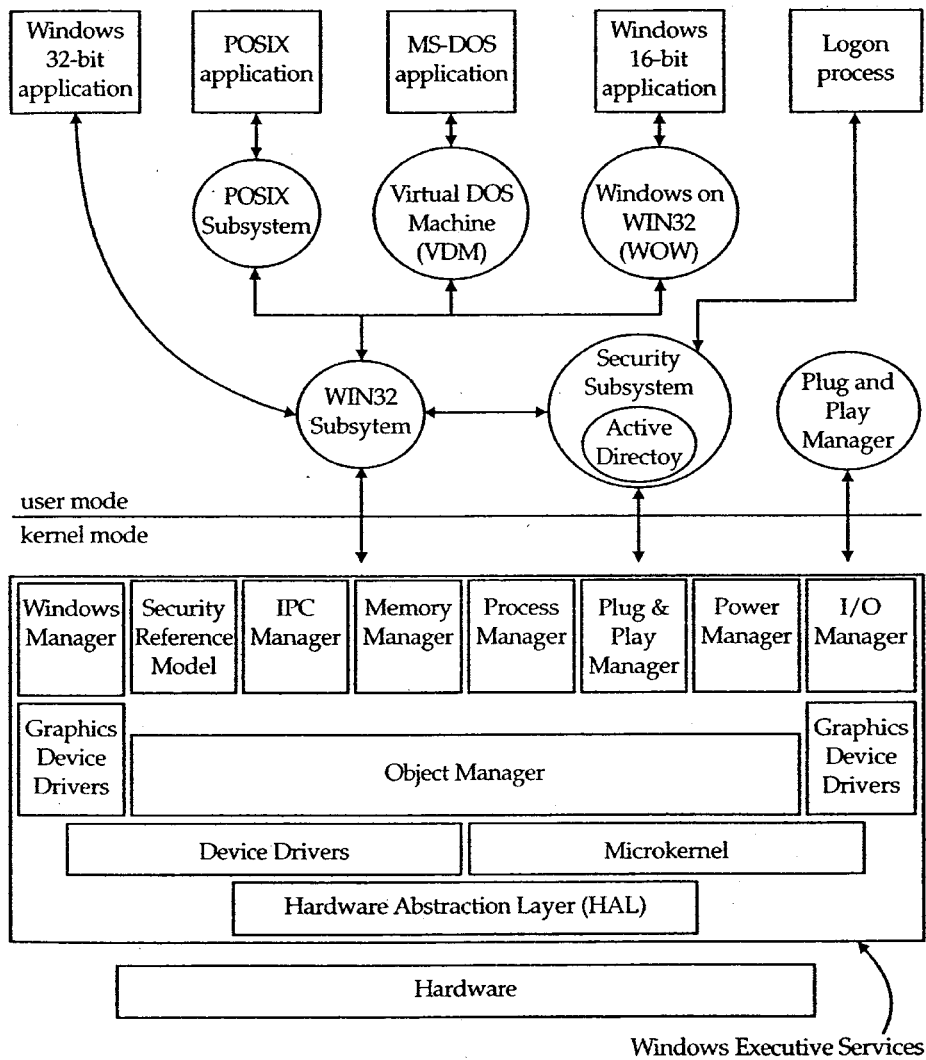 Windows
32-bit
application
POSIX
application
MS-DOS
application
Windows
16-bit
application
Logon
process
POSIX
Subsystem
Virtual DOS
Machine
(VDM)
Windows on
WIN32
(WOW)
WIN32
Subsytem
Security
Subsystem
Active
Directoy
Plug and
Play
Manager
user mode
kernel mode
Windows
Manager
Security
Reference
Model
IPC
Manager
Memory
Manager
Process
Manager
Plug &
Play
Manager
Power
Manager
I/O
Manager
Graphics
Device
Drivers
Object Manager
Graphics
Device
Drivers
Device Drivers
Microkernel
Hardware Abstraction Layer (HAL)
Hardware
Windows Executive Services